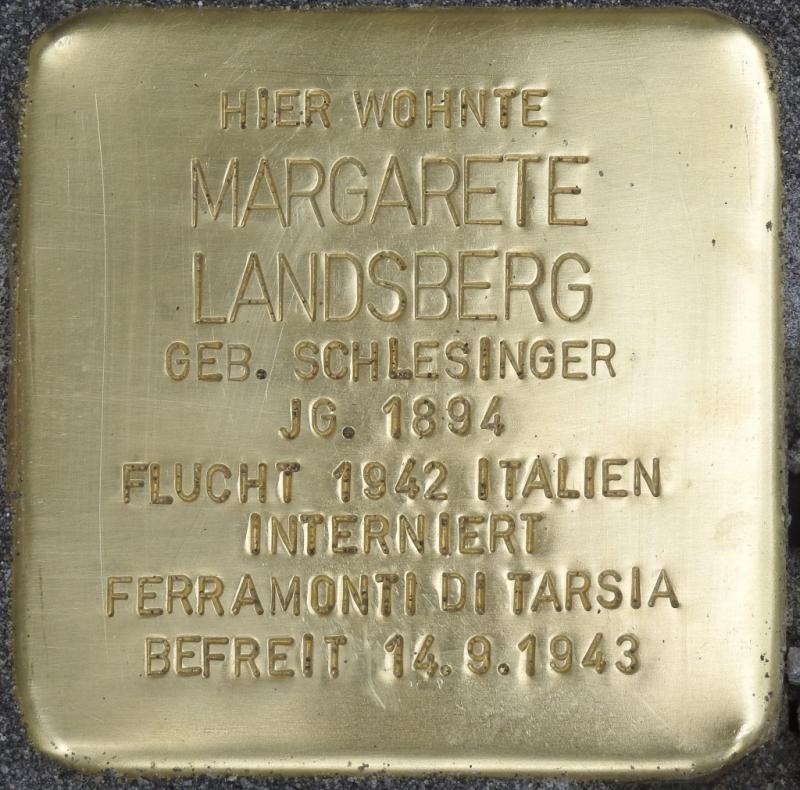 HIER WOHNTE
MARGARETE
LANDSBERG
GEB. SCHLESINGER
JG. 1894
FLUCHT 1942 ITALIEN
INTERNIERT
FERRAMONTI DI TARSIA
BEFREIT 14.9.1943